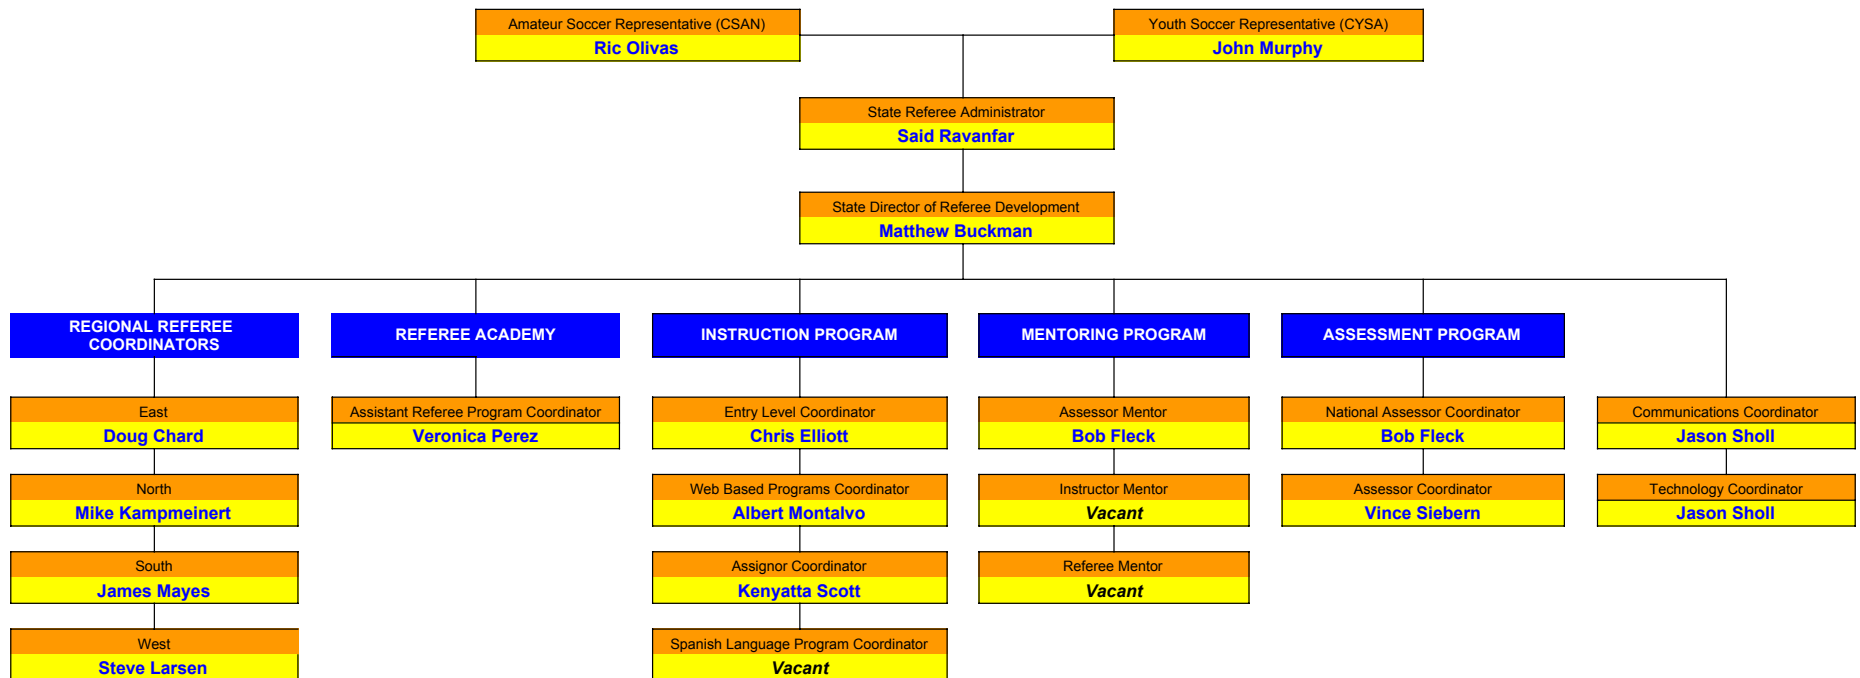 Amateur Soccer Representative (CSAN)
Ric Olivas
Youth Soccer Representative (CYSA)
John Murphy
State Referee Administrator
Said Ravanfar
State Director of Referee Development
Matthew Buckman
REGIONAL REFEREE
COORDINATORS
East
Doug Chard
North
Mike Kampmeinert
South
James Mayes
West
Steve Larsen
REFEREE ACADEMY
Assistant Referee Program Coordinator
Veronica Perez
INSTRUCTION PROGRAM
Entry Level Coordinator
Chris Elliott
Web Based Programs Coordinator
Albert Montalvo
Assignor Coordinator
Kenyatta Scott
Spanish Language Program Coordinator
Vacant
MENTORING PROGRAM
Assessor Mentor
Bob Fleck
Instructor Mentor
Vacant
Referee Mentor
Vacant
ASSESSMENT PROGRAM
National Assessor Coordinator
Bob Fleck
Assessor Coordinator
Vince Siebern
Communications Coordinator
Jason Sholl
Technology Coordinator
Jason Sholl